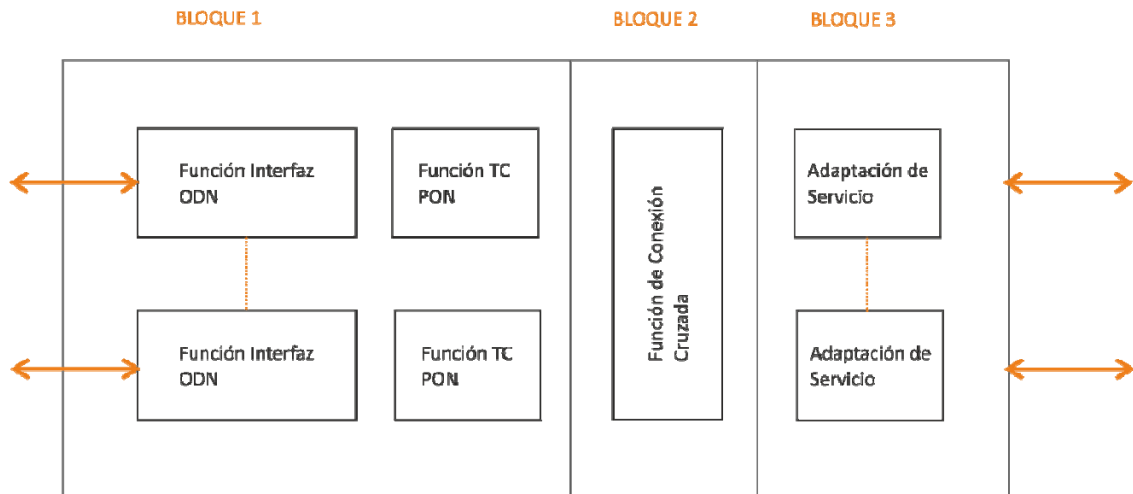 BLOQUE 1
BLOQUE 2
BLOQUE 3
Función Interfaz
ODN
Función TC
PON
Función de Conexión
Cruzada
Adaptación de
Servicio
Función Interfaz
ODN
Función TC
PON
Adaptación de
Servicio